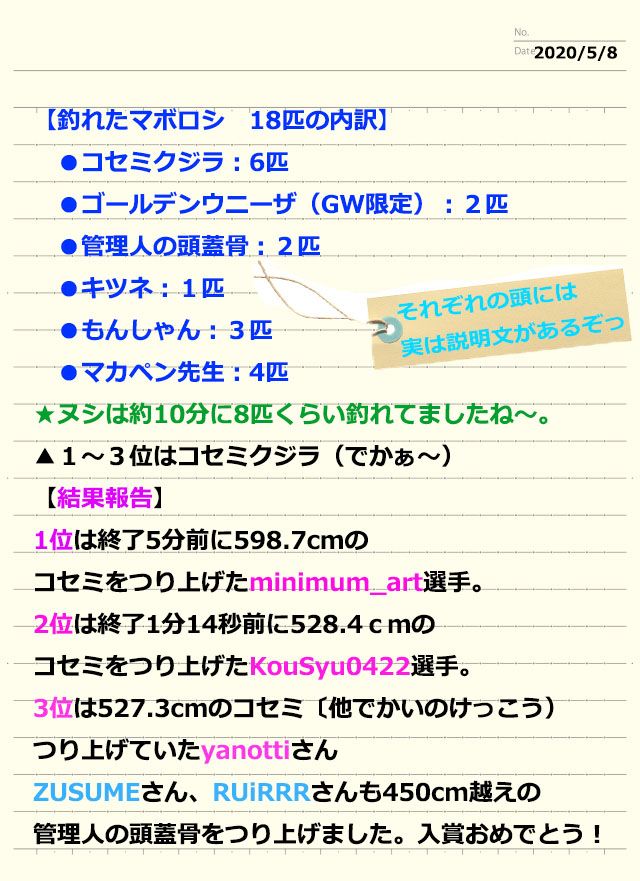 No.
Date 2020/5/8
【釣れたマボロシ　18匹の内訳】
●コセミクジラ：6匹
●ゴールデンウニーザ（GW限定）：２匹
●管理人の頭蓋骨：２匹
●キツネ：１匹
●もんしゃん：３匹
●マカペン先生：4匹
それぞれの頭には
実は説明文があるぞっ
★ヌシは約10分に8匹くらい釣れてましたね～。
▲１～３位はコセミクジラ（でかぁ～）
【結果報告】
1位は終了5分前に598.7cmの
コセミをつり上げたminimum_art選手。
2位は終了1分14秒前に528.4ｃｍの
コセミをつり上げたKouSyu0422選手。
3位は527.3cmのコセミ〔他でかいのけっこう）
つり上げていたyanottiさん
ZUSUMEさん、RUiRRRさんも450cm越えの
管理人の頭蓋骨をつり上げました。入賞おめでとう！